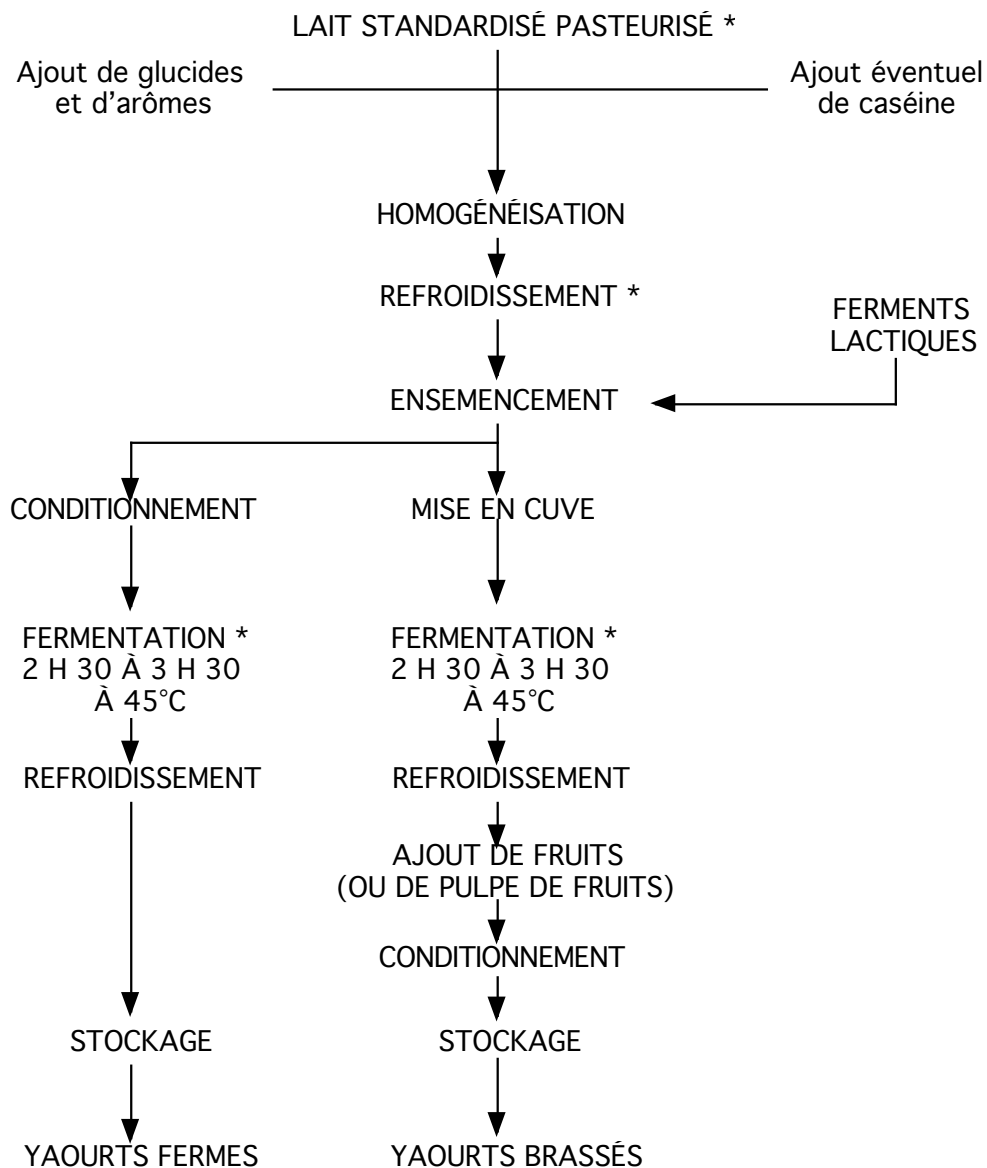 LAIT STANDARDISÉ PASTEURISÉ *
Ajout de glucides
et d’arômes
Ajout éventuel
de caséine
HOMOGÉNÉISATION
REFROIDISSEMENT *
FERMENTS
LACTIQUES
ENSEMENCEMENT
CONDITIONNEMENT
MISE EN CUVE
FERMENTATION *
2 H 30 À 3 H 30
À 45°C
FERMENTATION *
2 H 30 À 3 H 30
À 45°C
REFROIDISSEMENT
REFROIDISSEMENT
AJOUT DE FRUITS
(OU DE PULPE DE FRUITS)
CONDITIONNEMENT
STOCKAGE
STOCKAGE
YAOURTS FERMES
YAOURTS BRASSÉS